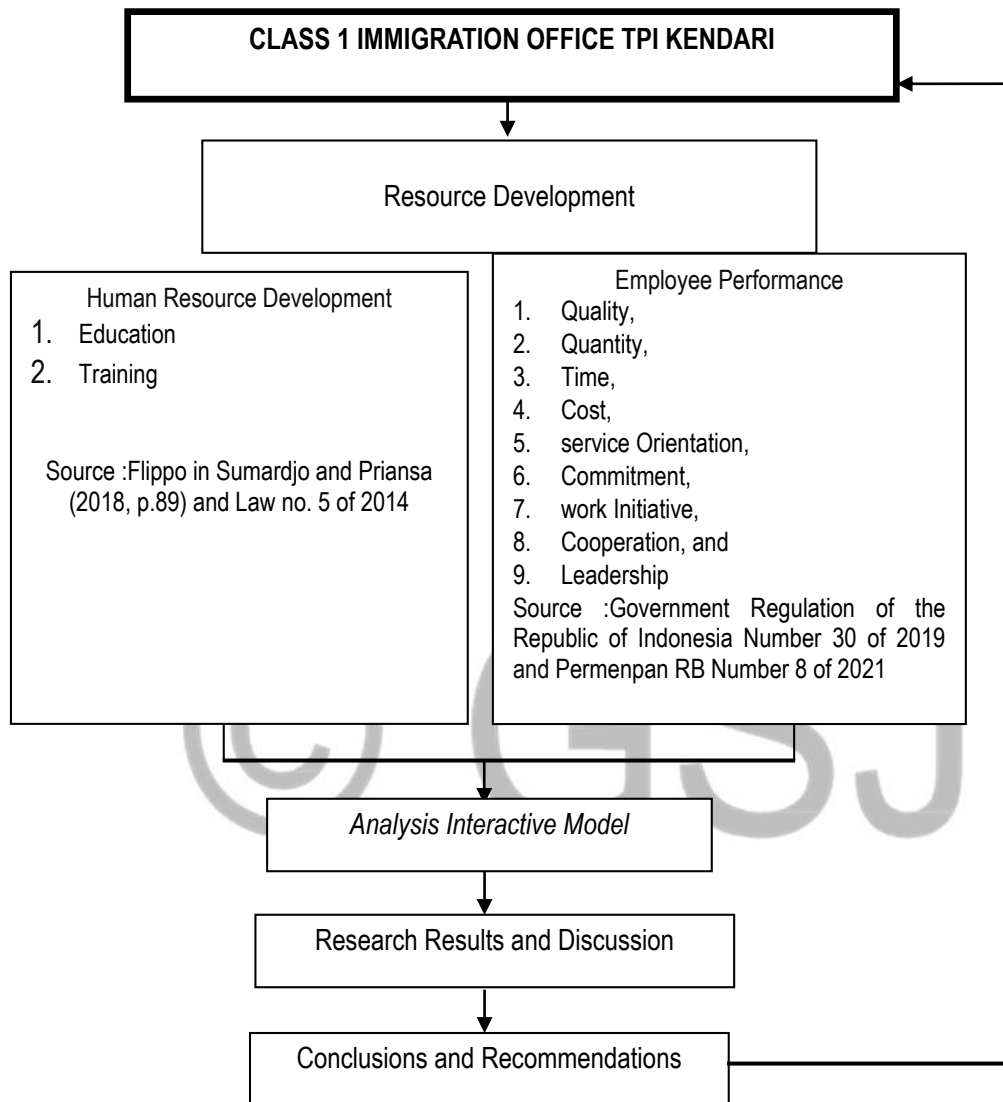 CLASS 1 IMMIGRATION OFFICE TPI KENDARI
Resource Development
Human Resource Development
1. Education
2. Training
Source :Flippo in Sumardjo and Priansa
(2018, p.89) and Law no. 5 of 2014
Employee Performance
1. Quality,
2. Quantity,
3. Time,
4. Cost,
5. service Orientation,
6. Commitment,
7. work Initiative,
8. Cooperation, and
9. Leadership
Source :Government Regulation of the
Republic of Indonesia Number 30 of 2019
and Permenpan RB Number 8 of 2021
© GSJ
Analysis Interactive Model
Research Results and Discussion
Conclusions and Recommendations